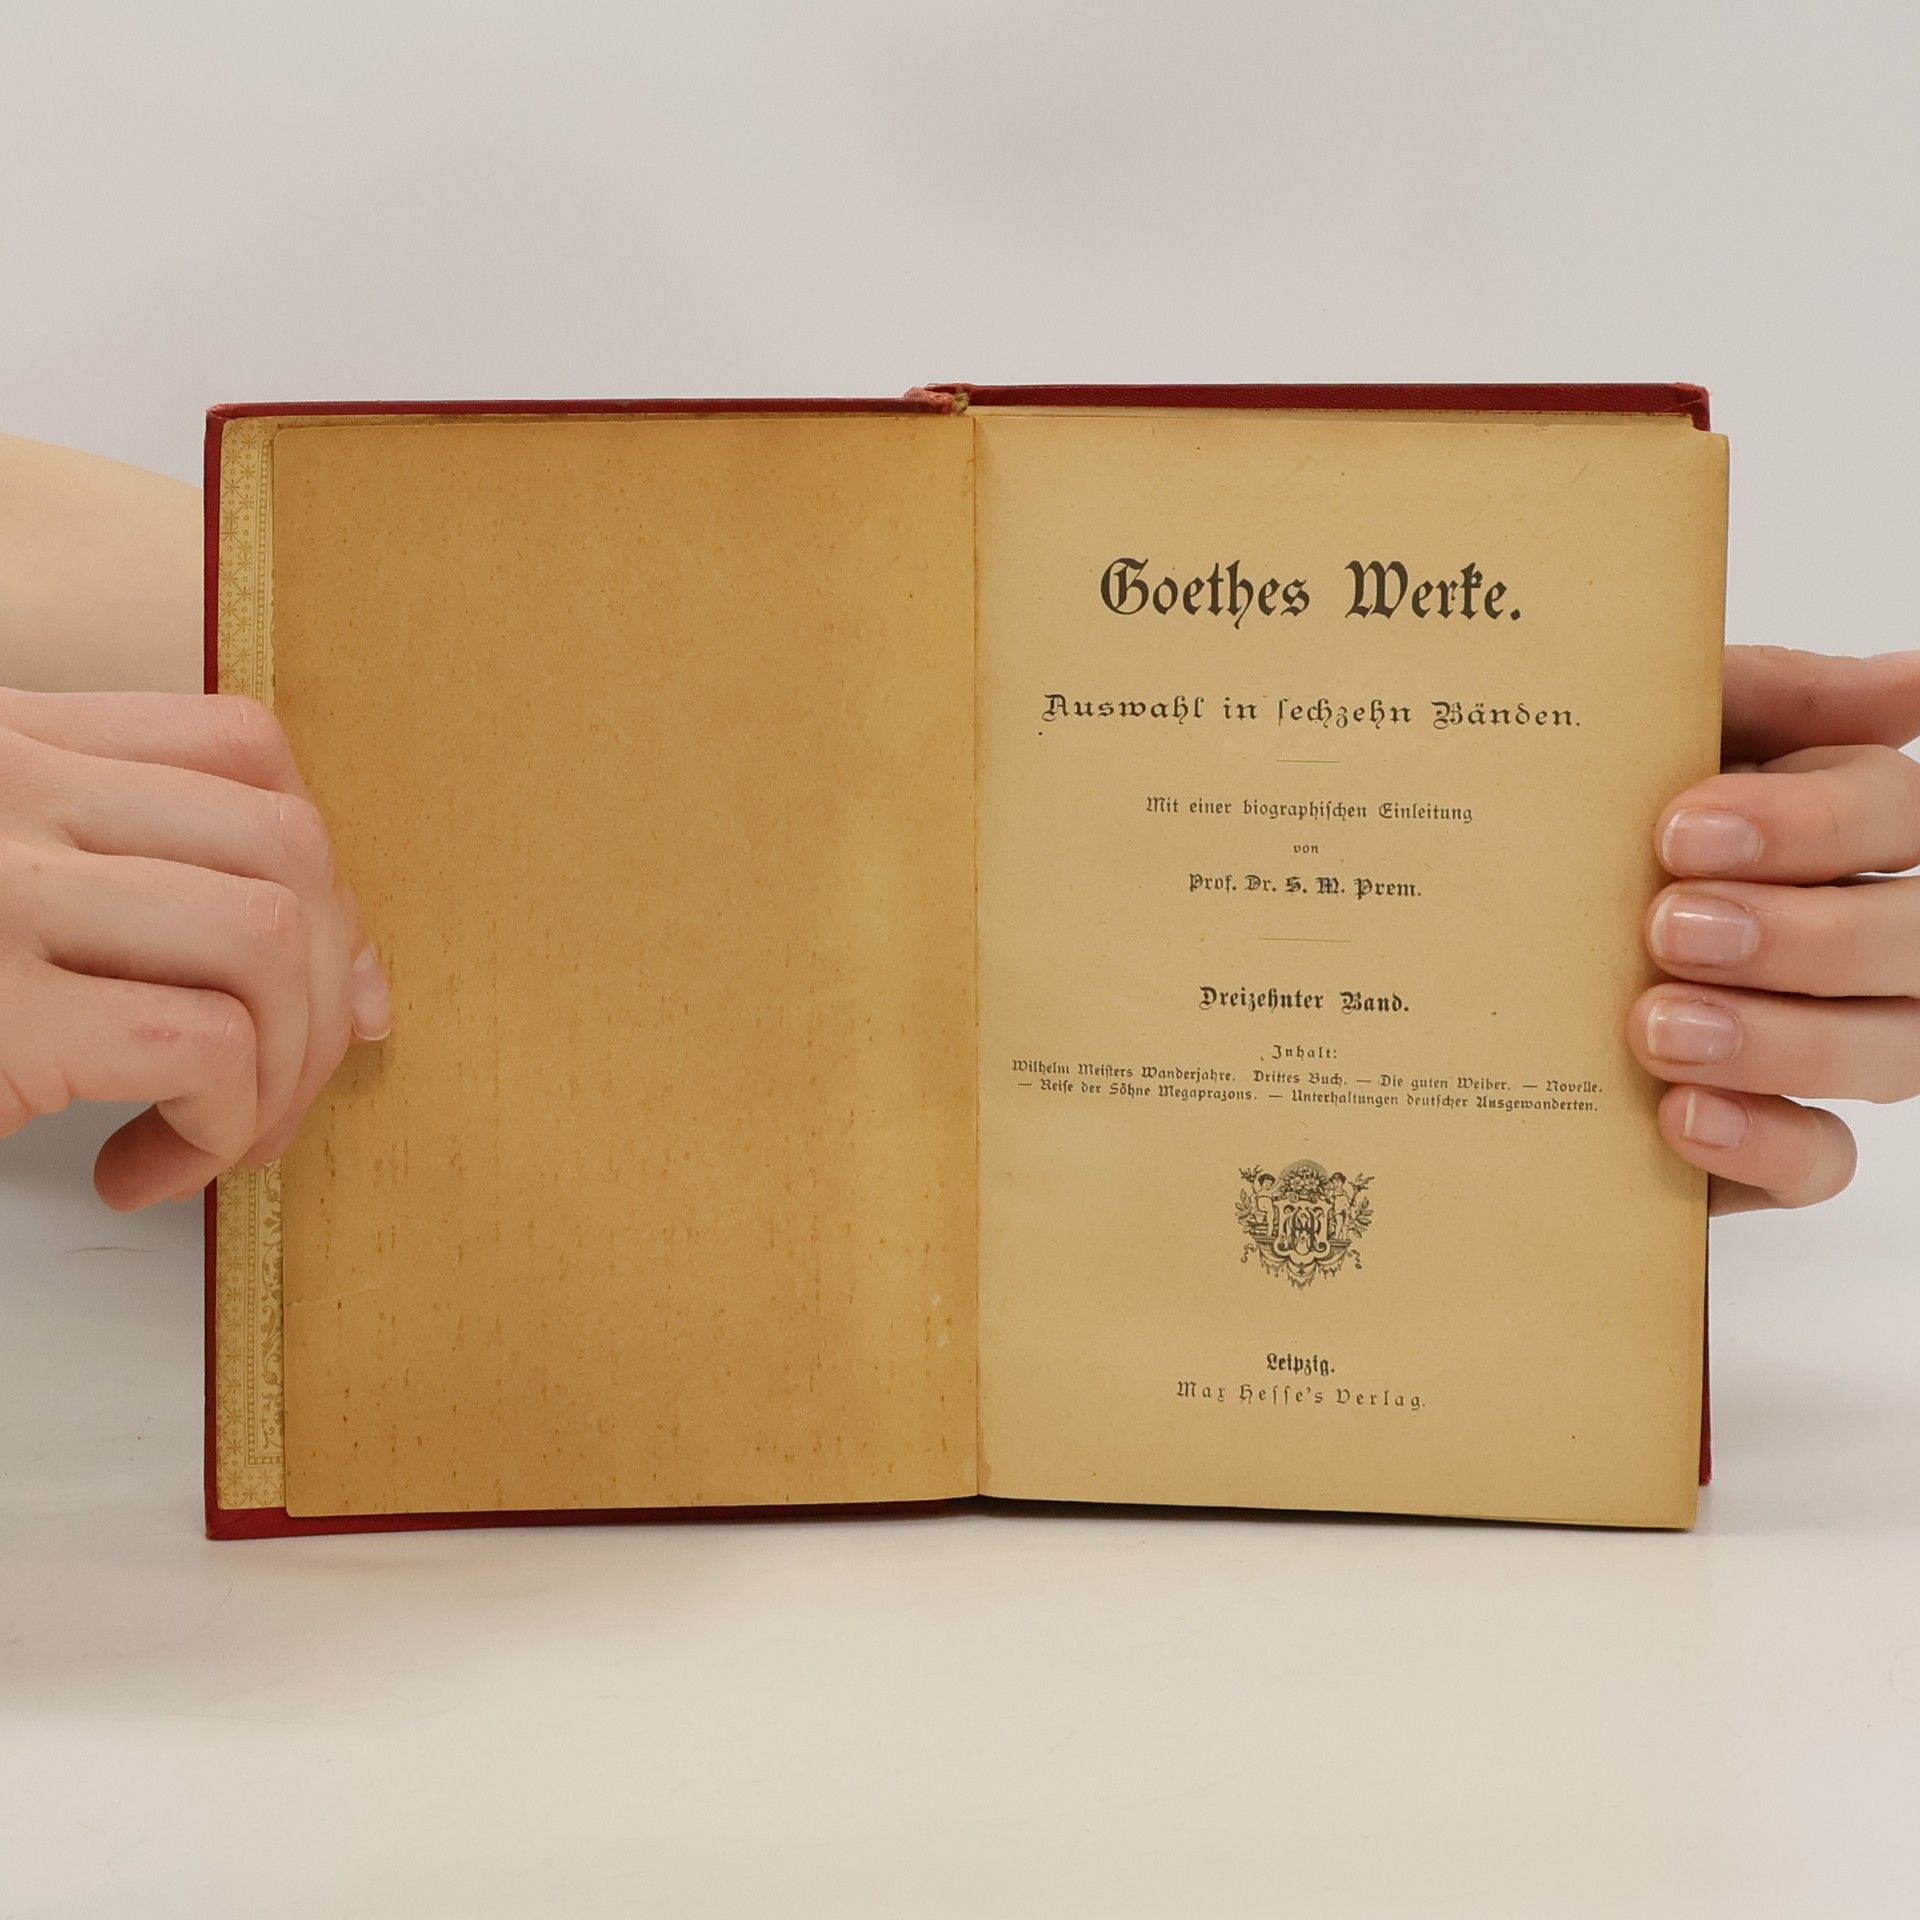 Goethes Werke.
Auswahl in sechzehn Bänden.
Mit einer biographischen Einleitung
von
Prof. Dr. S. M. Prem.
Dreizehnter Band.
Inhalt:
Wilhelm Meisters Wanderjahre. Drittes Buch. — Die guten Weiber. — Novelle.
— Reise der Söhne Megaprazons. — Unterhaltungen deutscher Ausgewanderten.
Leipzig.
Max Hesse's Verlag.